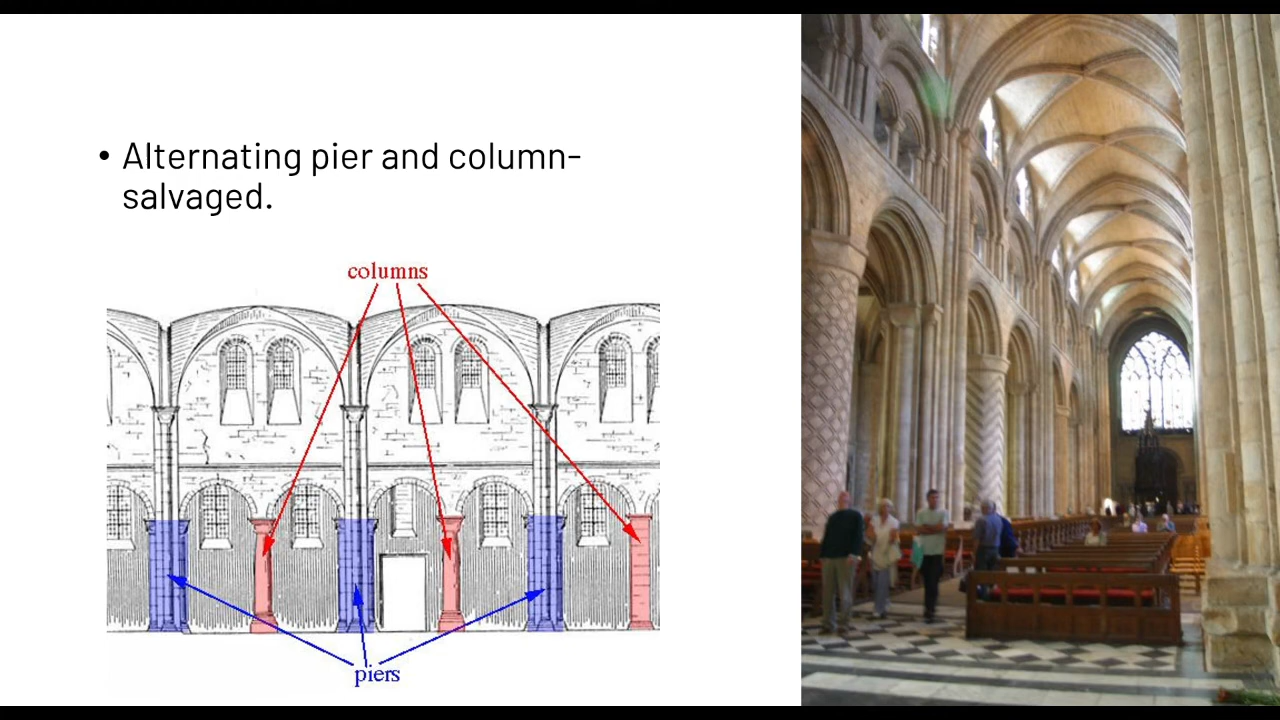 • Alternating pier and column-
salvaged.
columns
piers